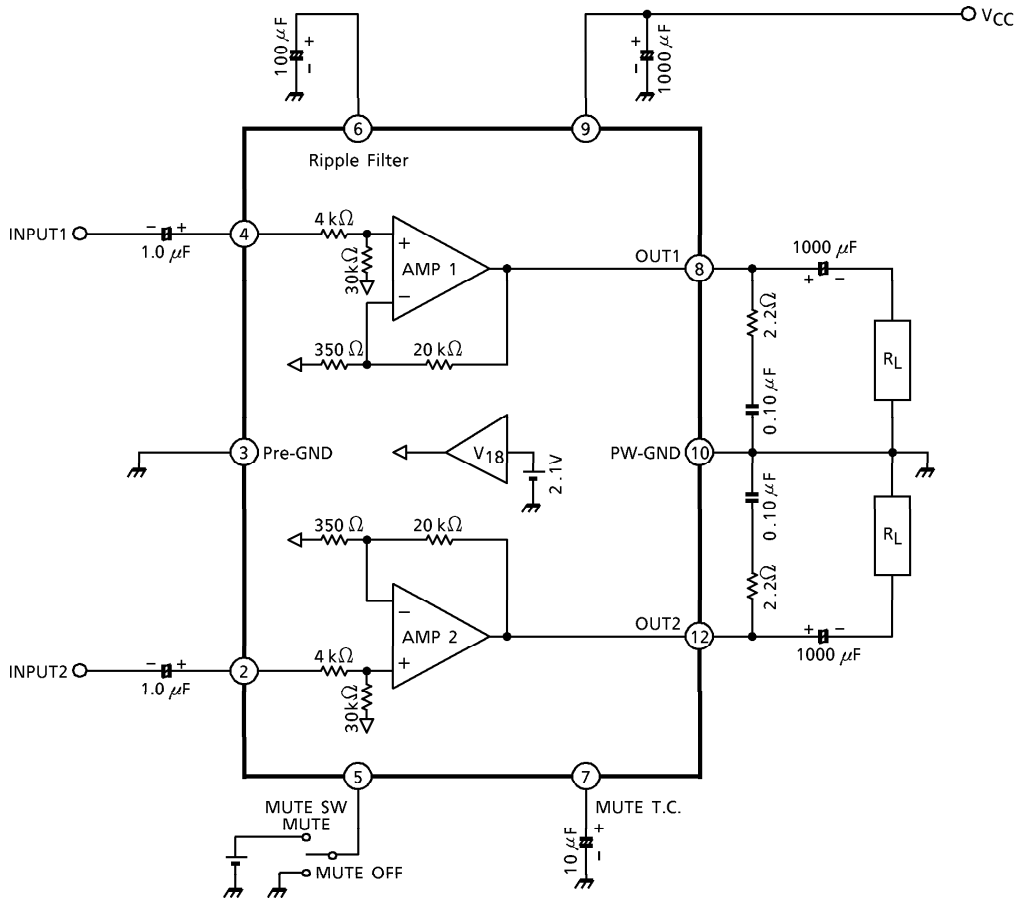 VCC
100 μF
+
−
+
−
1000 μF
6
9
Ripple Filter
INPUT1
− +
1.0 μF
4
4 kΩ
30kΩ
+
AMP 1
−
350 Ω
20 kΩ
OUT1
8
1000 μF
+ −
2.2Ω
0.10 μF
RL
3
Pre-GND
V18
2.1V
PW-GND
10
0.10 μF
2.2Ω
RL
350 Ω
20 kΩ
−
AMP 2
+
OUT2
12
+ −
1000 μF
INPUT2
− +
1.0 μF
2
4 kΩ
30kΩ
5
7
MUTE SW
MUTE
MUTE OFF
MUTE T.C.
10 μF
+
−